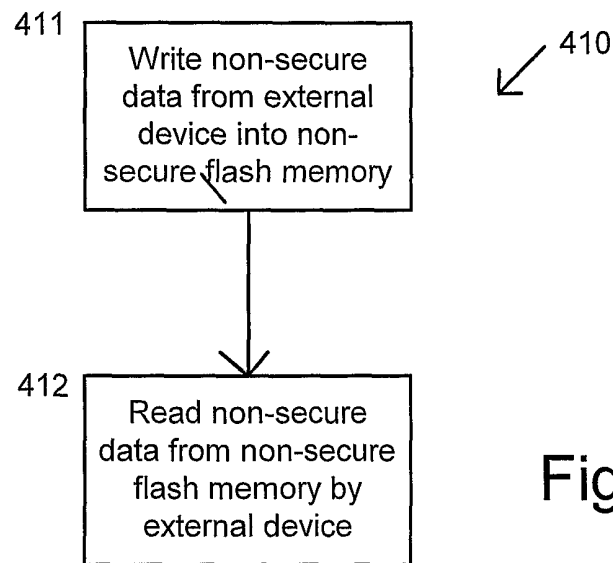 411
Write non-secure
data from external
device into non-
secure flash memory
410
412
Read non-secure
data from non-secure
flash memory by
external device
Fig